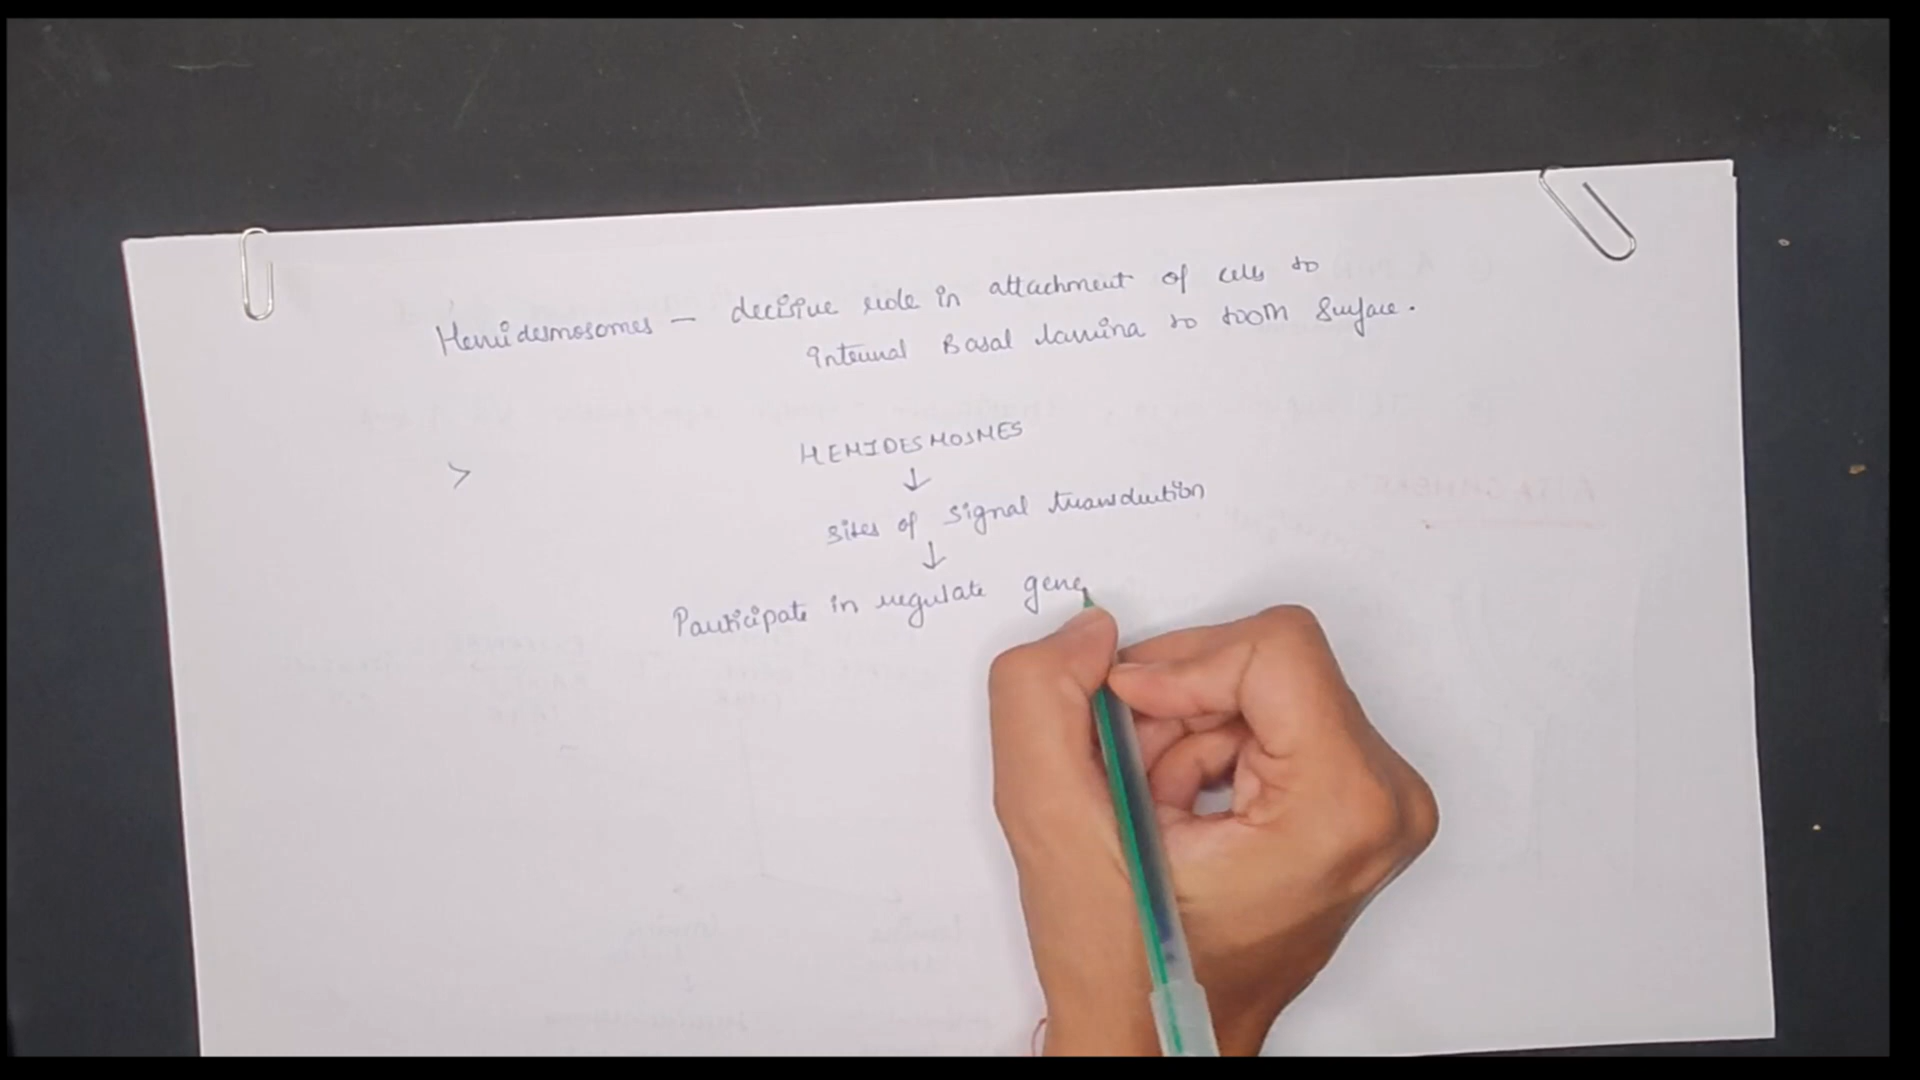 Hemidesmosomes - decisive role in attachment of cells to
Internal Basal lamina to tooth surface.
>
HEMIDESMOSMES
↓
sites of signal transduction
↓
Participate in regulate gene